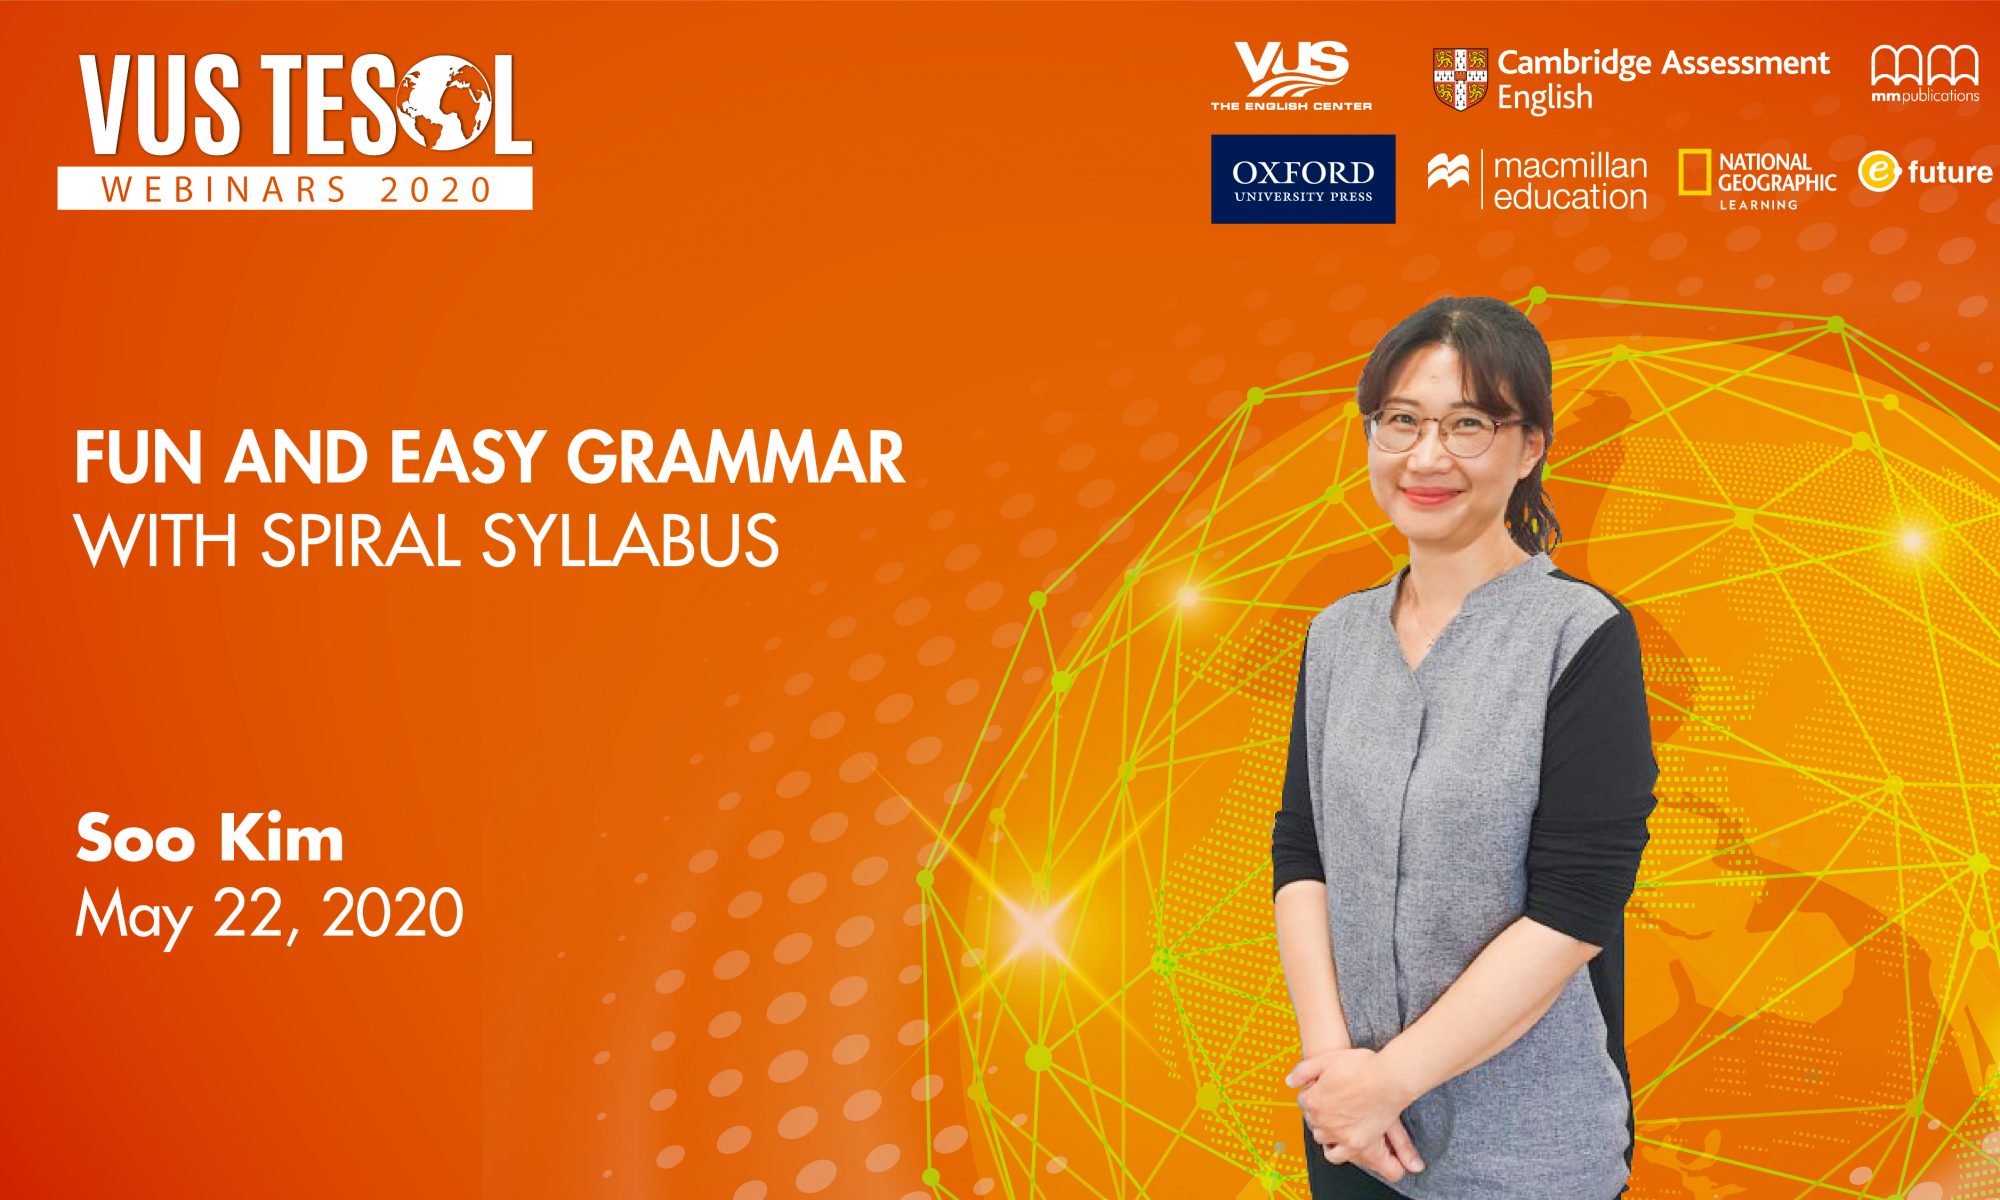 VUS TESOL
WEBINARS 2020
VUS
THE ENGLISH CENTER
Cambridge Assessment
English
mmpublications
OXFORD
UNIVERSITY PRESS
macmillan
education
NATIONAL
GEOGRAPHIC
LEARNING
e-future
FUN AND EASY GRAMMAR
WITH SPIRAL SYLLABUS
Soo Kim
May 22, 2020